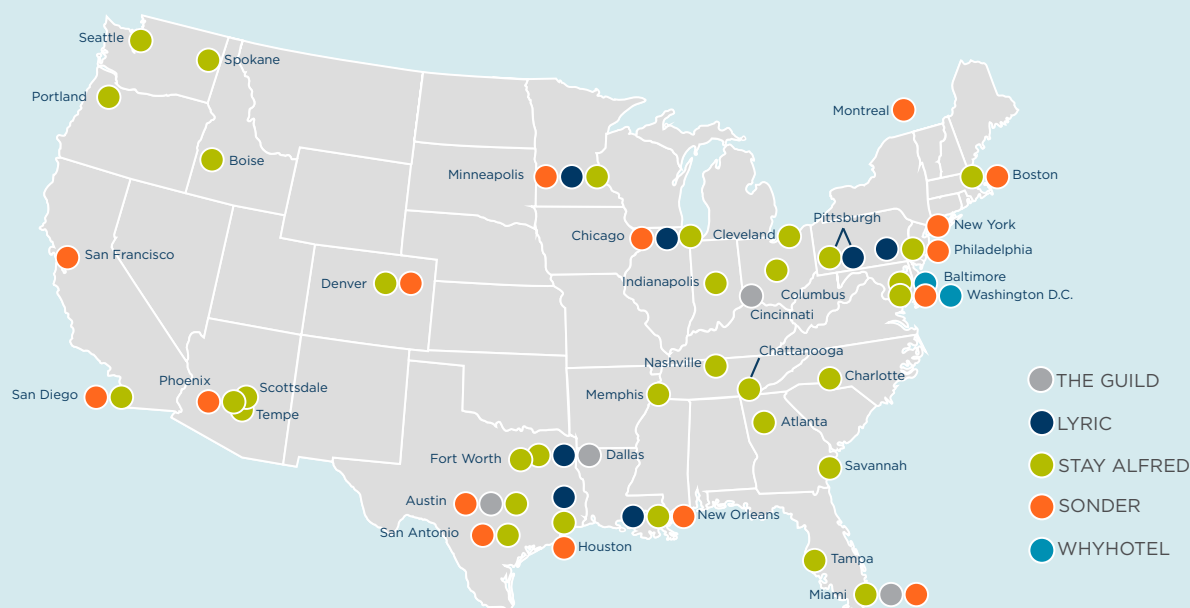 Seattle
Spokane
Portland
Boise
Montreal
Minneapolis
Boston
Pittsburgh
New York
Chicago
Cleveland
Philadelphia
San Francisco
Denver
Indianapolis
Baltimore
Columbus
Washington D.C.
Cincinnati
Chattanooga
Nashville
Charlotte
Phoenix
Scottsdale
San Diego
Memphis
Tempe
Atlanta
Fort Worth
Dallas
Savannah
Austin
New Orleans
San Antonio
Houston
Tampa
Miami
THE GUILD
LYRIC
STAY ALFRED
SONDER
WHYHOTEL